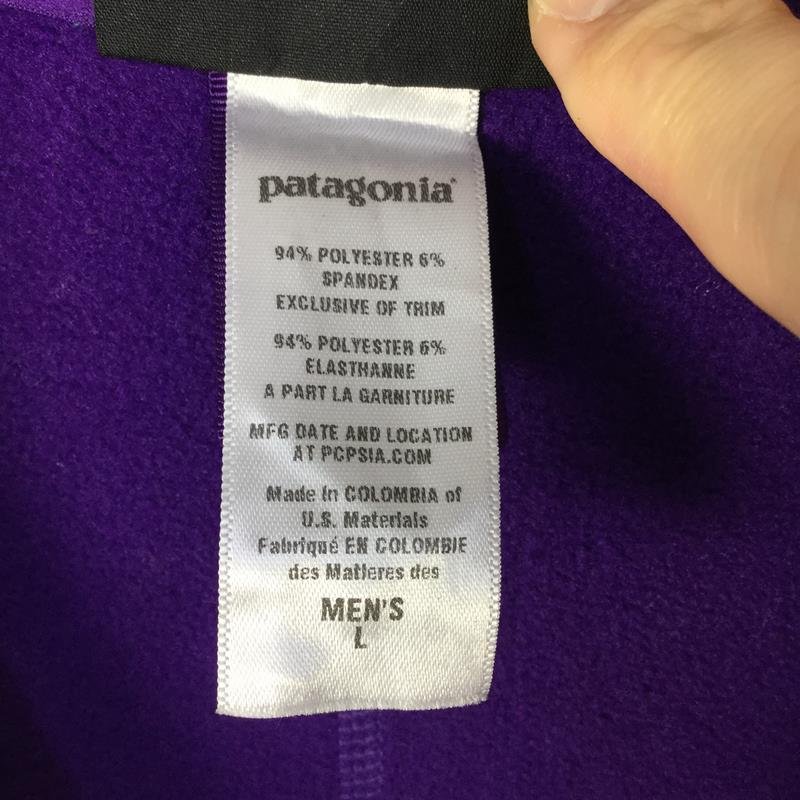 patagonia®
94% POLYESTER 6%
SPANDEX
EXCLUSIVE OF TRIM
94% POLYESTER 6%
ELASTHANNE
A PART LA GARNITURE
MFG DATE AND LOCATION
AT PCPSIA.COM
Made in COLOMBIA of
U.S. Materials
Fabriqué EN COLOMBIE
des Matieres des
MEN'S
L